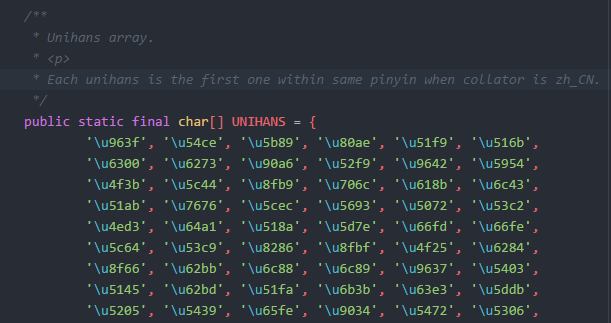 /**
 * Unihans array.
 * <p>
 * Each unihans is the first one within same pinyin when collator is zh_CN.
 */
public static final char[] UNIHANS = {
'\u963f', '\u54ce', '\u5b89', '\u80ae', '\u51f9', '\u516b',
'\u6300', '\u6273', '\u90a6', '\u52f9', '\u9642', '\u5954',
'\u4f3b', '\u5c44', '\u8fb9', '\u706c', '\u618b', '\u6c43',
'\u51ab', '\u7676', '\u5cec', '\u5693', '\u5072', '\u53c2',
'\u4ed3', '\u64a1', '\u518a', '\u5d7e', '\u66fd', '\u66fe',
'\u5c64', '\u53c9', '\u8286', '\u8fbf', '\u4f25', '\u6284',
'\u8f66', '\u62bb', '\u6c88', '\u6c89', '\u9637', '\u5403',
'\u5145', '\u62bd', '\u51fa', '\u6b3b', '\u63e3', '\u5ddb',
'\u5205', '\u5439', '\u65fe', '\u9034', '\u5472', '\u5306',